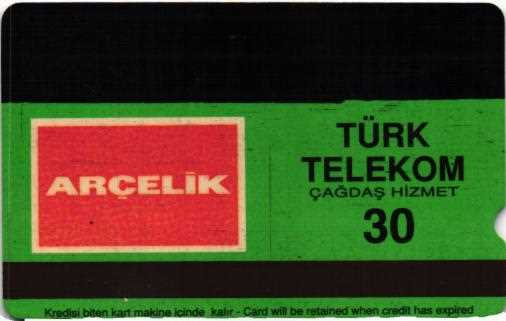 ARÇELİK
TÜRK
TELEKOM
ÇAĞDAŞ HİZMET
30
Kredisi biten kart makine içinde kalır - Card will be retained when credit has expired